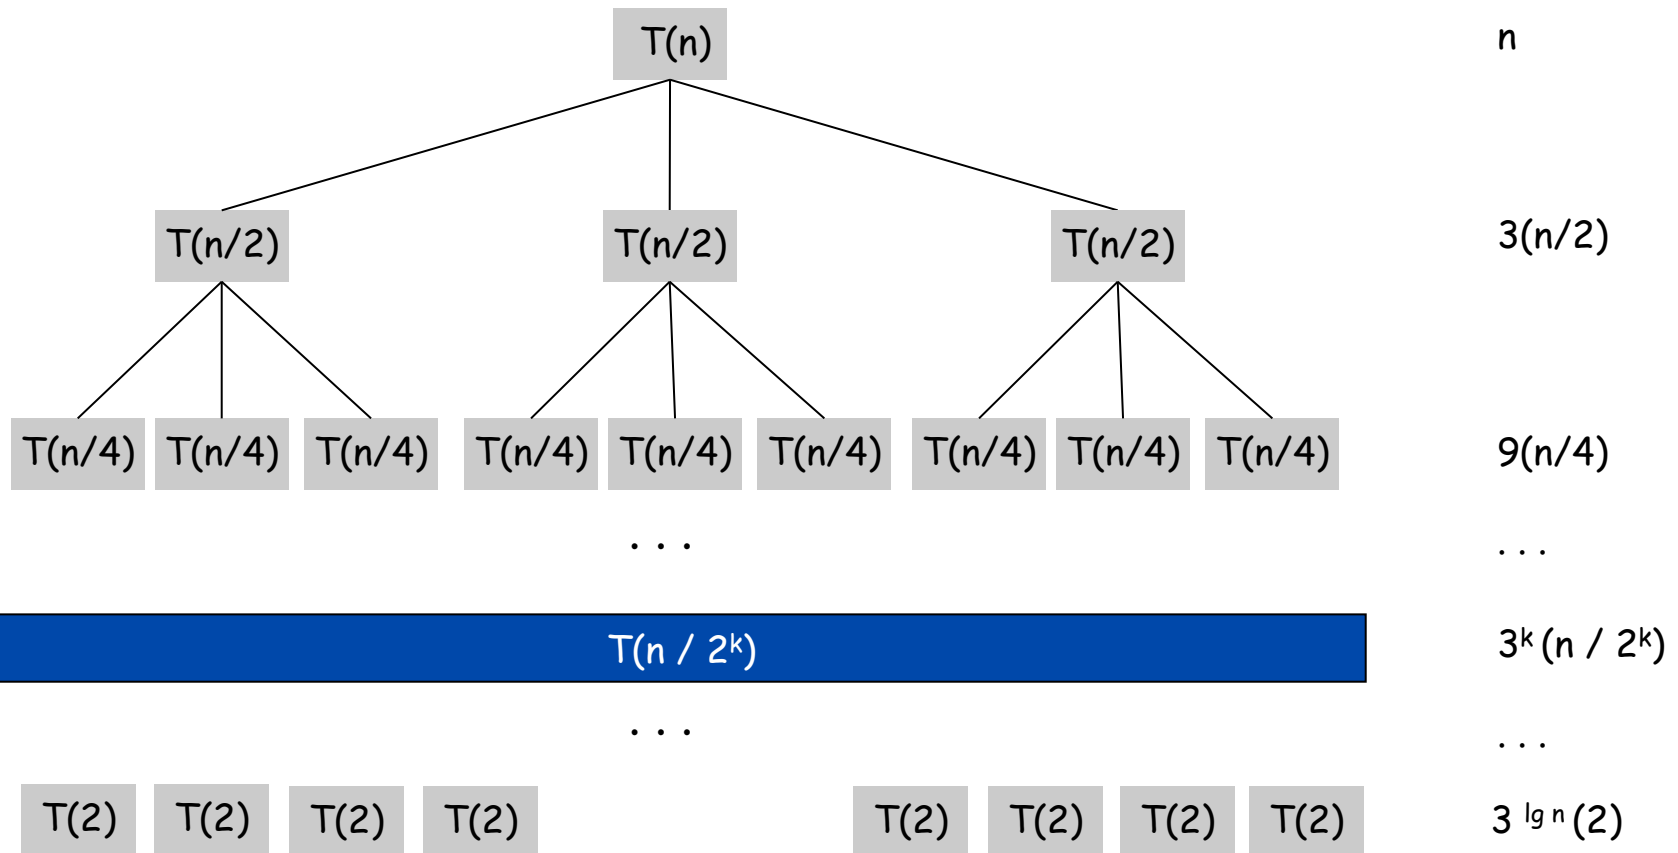 T(n) n
T(n/2) T(n/2) T(n/2) 3(n/2)
T(n/4) T(n/4) T(n/4) T(n/4) T(n/4) T(n/4) T(n/4) T(n/4) T(n/4) 9(n/4)
. . . . . .
T(n / 2ᵏ) 3ᵏ (n / 2ᵏ)
. . . . . .
T(2) T(2) T(2) T(2) T(2) T(2) T(2) T(2) 3 ˡᵍ ⁿ (2)